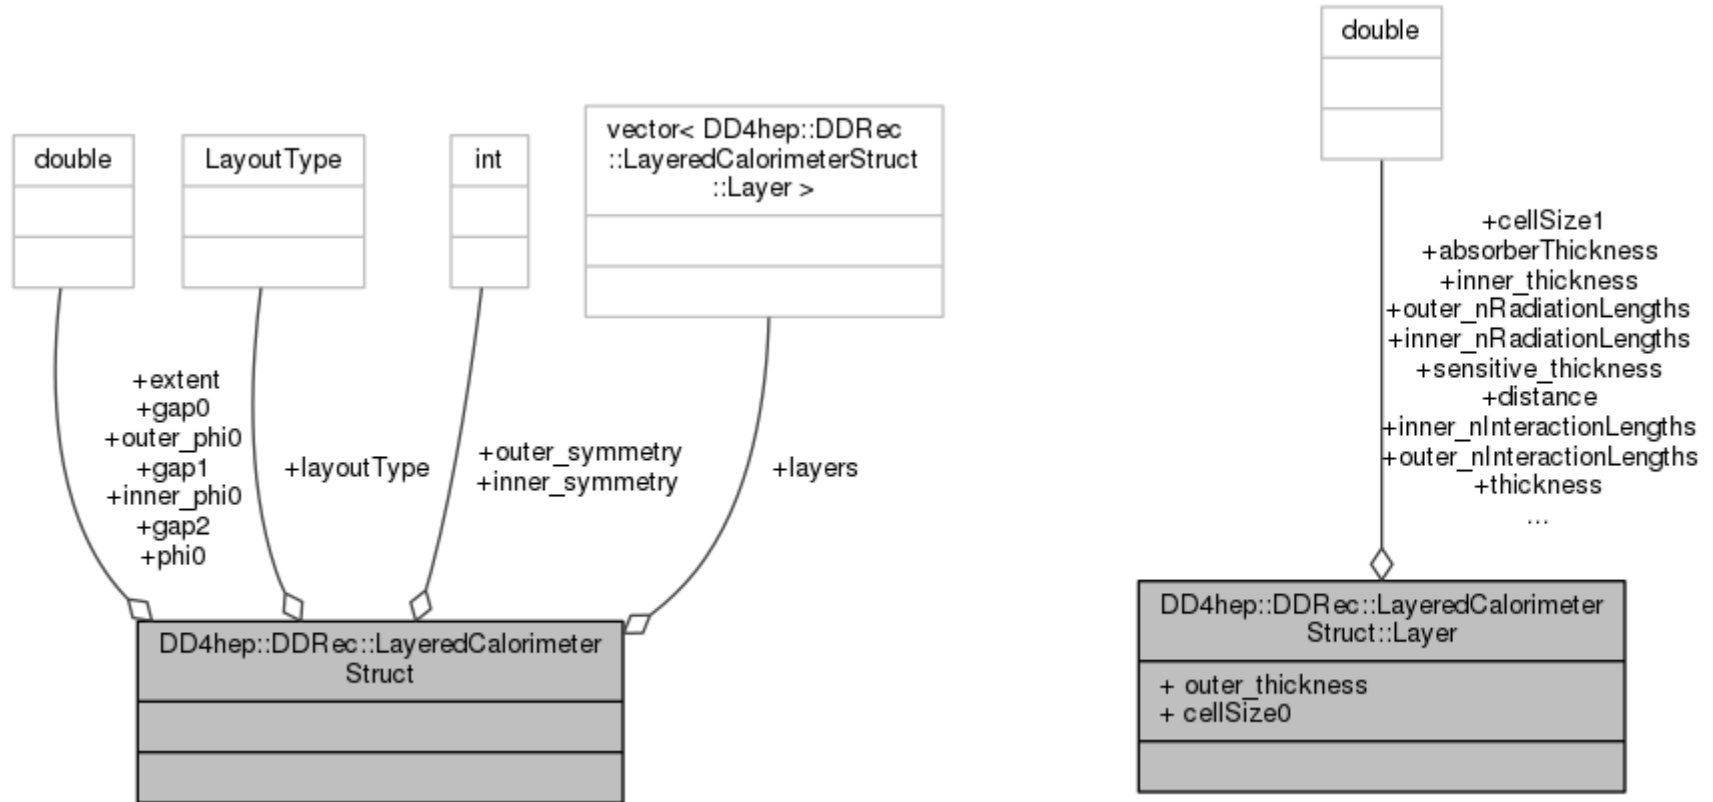 double
LayoutType
int
vector< DD4hep::DDRec
::LayeredCalorimeterStruct
::Layer >
+extent
+gap0
+outer_phi0
+gap1
+inner_phi0
+gap2
+phi0
+layoutType
+outer_symmetry
+inner_symmetry
+layers
DD4hep::DDRec::LayeredCalorimeter
Struct
double
+cellSize1
+absorberThickness
+inner_thickness
+outer_nRadiationLengths
+inner_nRadiationLengths
+sensitive_thickness
+distance
+inner_nInteractionLengths
+outer_nInteractionLengths
+thickness
...
DD4hep::DDRec::LayeredCalorimeter
Struct::Layer
+ outer_thickness
+ cellSize0